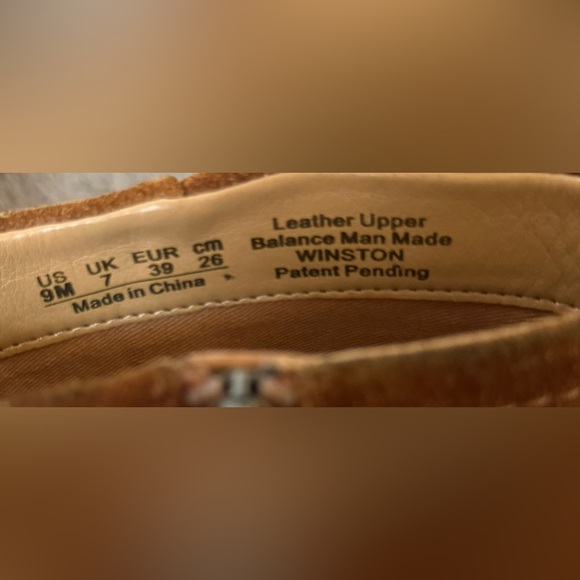 US UK EUR cm
9M 7 39 26
Made in China
Leather Upper
Balance Man Made
WINSTON
Patent Pending